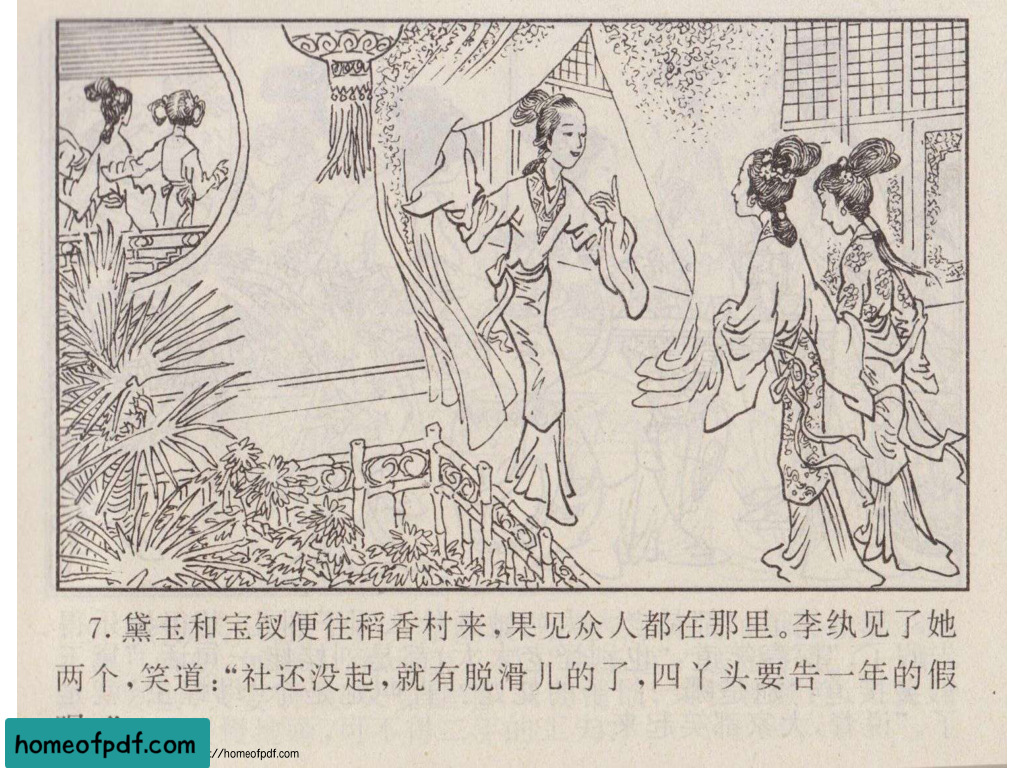 7. 黛玉和宝钗便往稻香村来,果见众人都在那里。李纨见了她
两个,笑道:“社还没起,就有脱滑儿的了,四丫头要告一年的假
homeofpdf.com
://homeofpdf.com